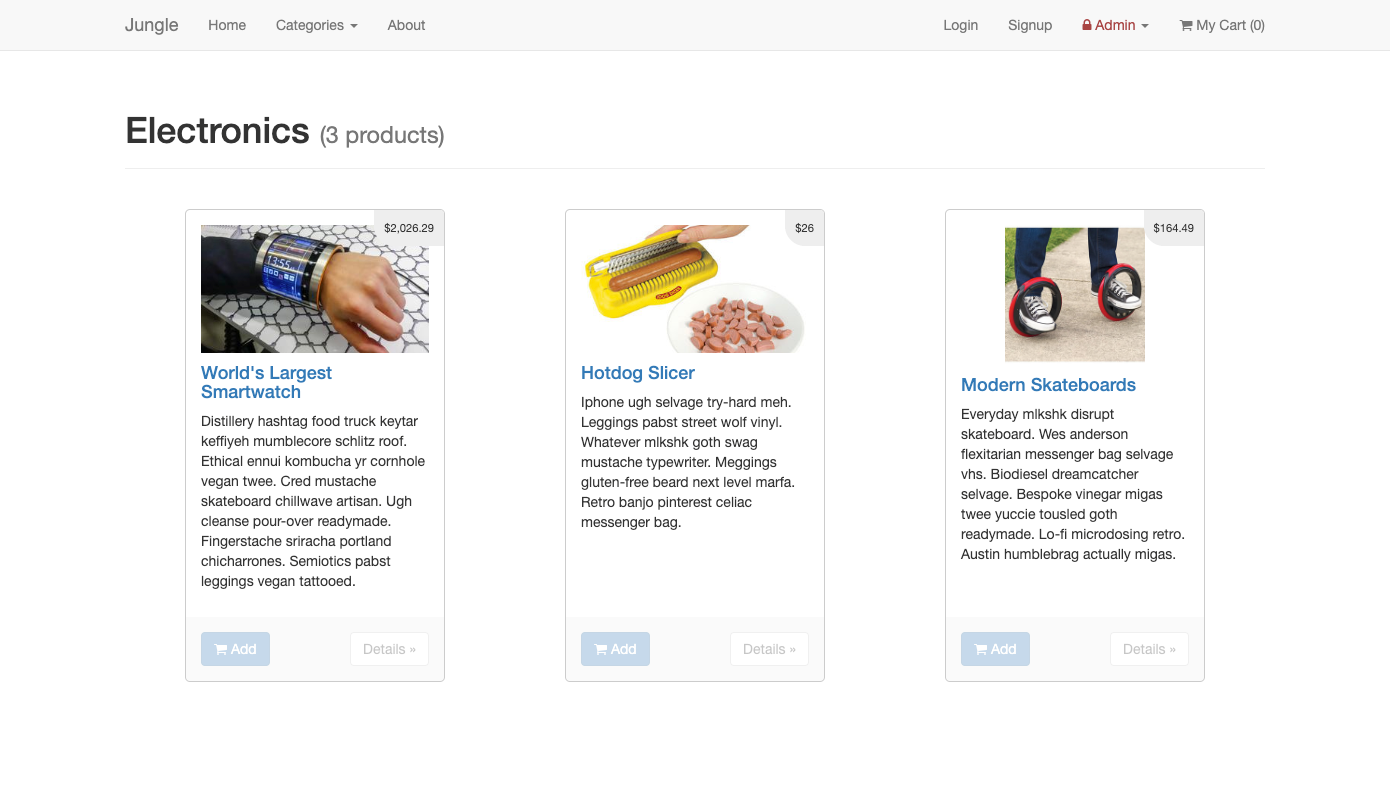 Jungle Home Categories About Login Signup Admin My Cart (0)
Electronics (3 products)
$2,026.29
13:55
World's Largest
Smartwatch
Distillery hashtag food truck keytar
keffiyeh mumblecore schlitz roof.
Ethical ennui kombucha yr cornhole
vegan twee. Cred mustache
skateboard chillwave artisan. Ugh
cleanse pour-over readymade.
Fingerstache sriracha portland
chicharrones. Semiotics pabst
leggings vegan tattooed.
Add Details »
$26
Hotdog Slicer
Iphone ugh selvage try-hard meh.
Leggings pabst street wolf vinyl.
Whatever mlkshk goth swag
mustache typewriter. Meggings
gluten-free beard next level marfa.
Retro banjo pinterest celiac
messenger bag.
Add Details »
$164.49
Modern Skateboards
Everyday mlkshk disrupt
skateboard. Wes anderson
flexitarian messenger bag selvage
vhs. Biodiesel dreamcatcher
selvage. Bespoke vinegar migas
twee yuccie tousled goth
readymade. Lo-fi microdosing retro.
Austin humblebrag actually migas.
Add Details »